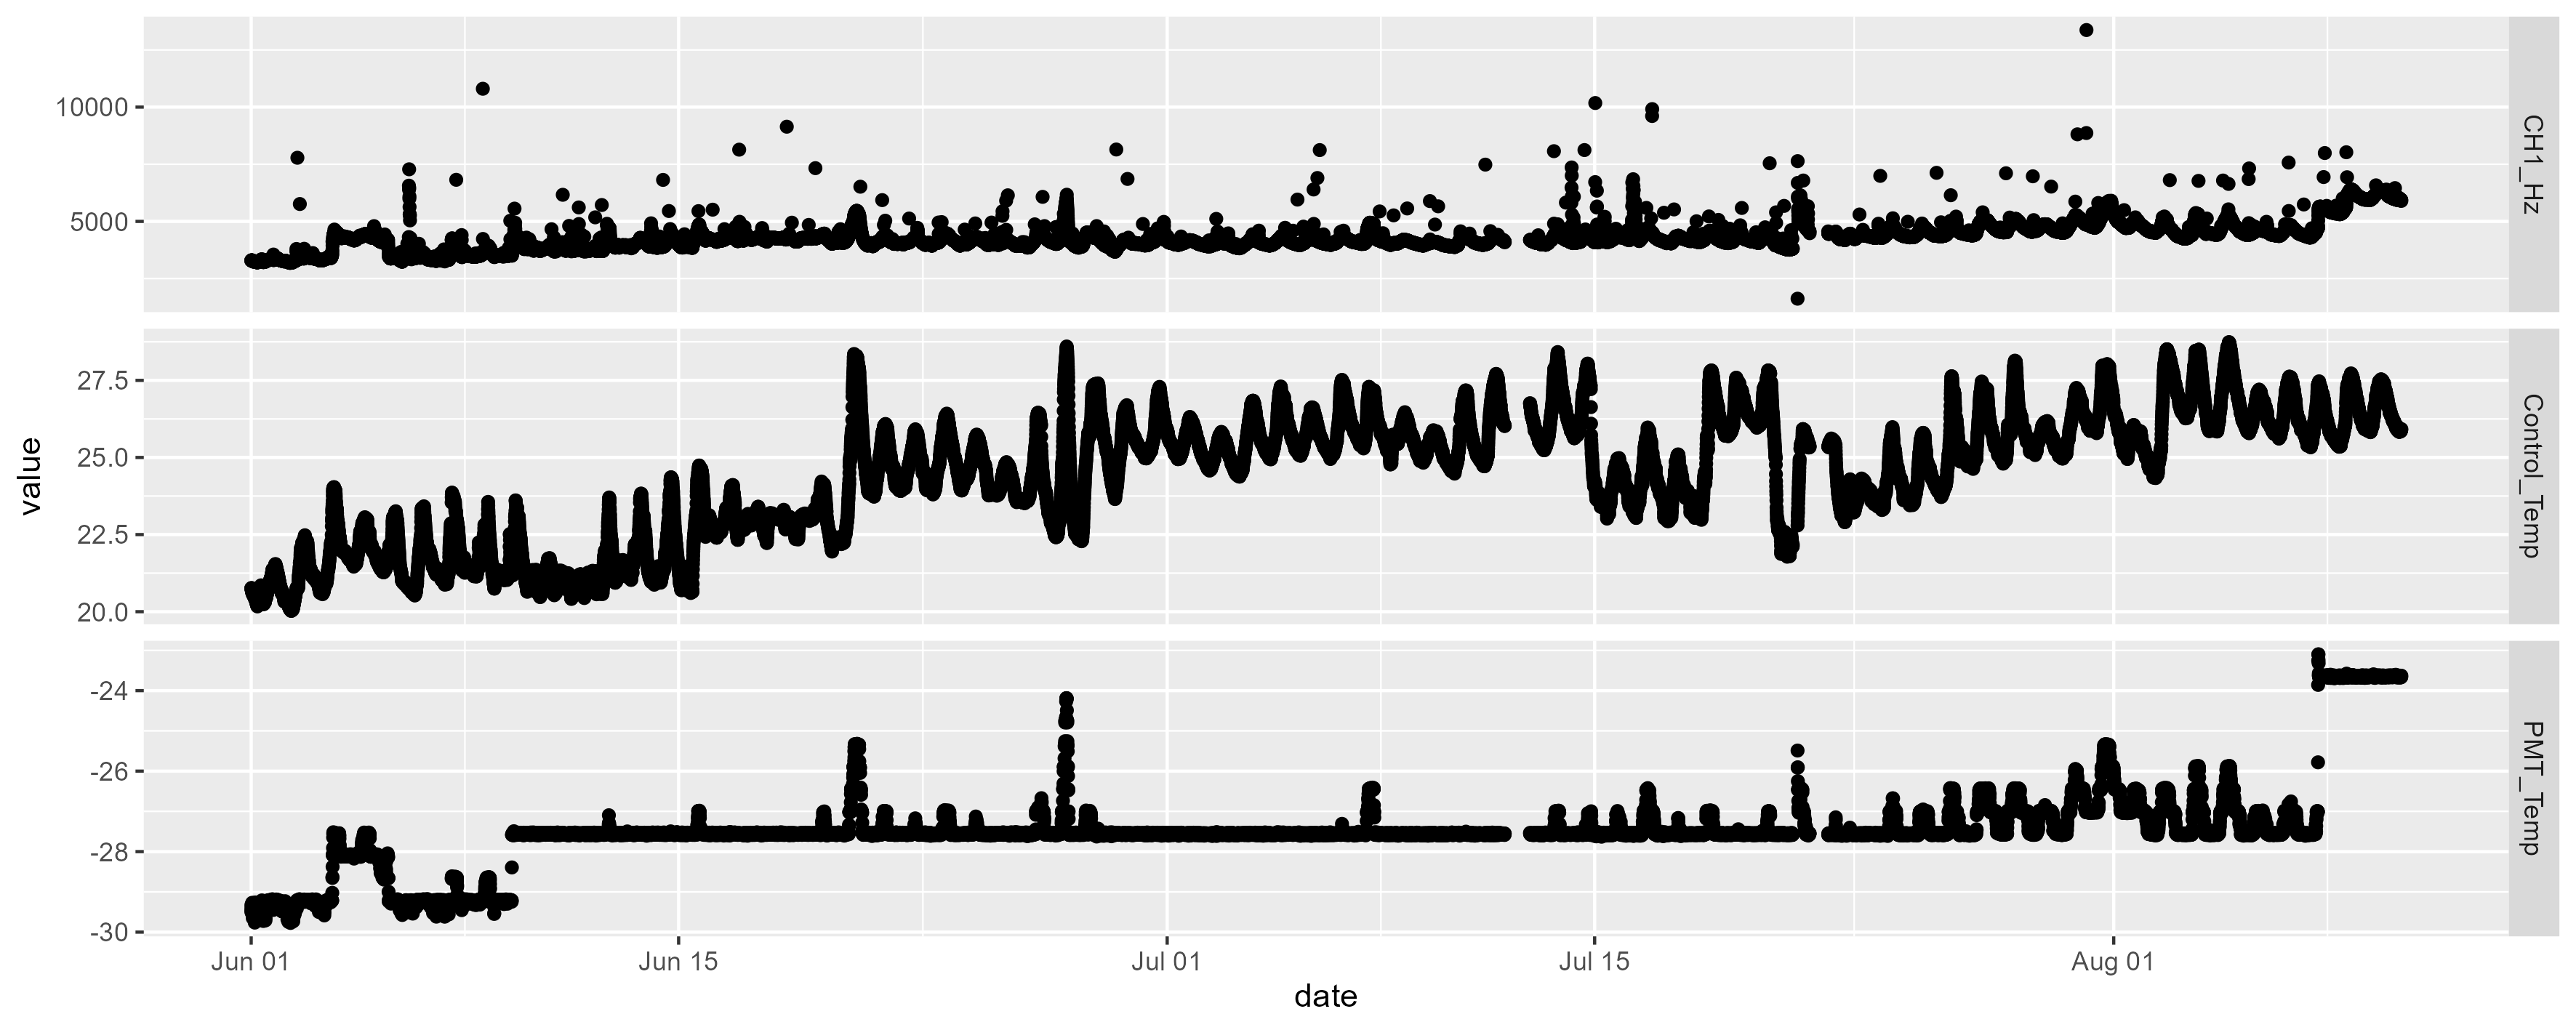 10000
5000
CH1_Hz
27.5
25.0
22.5
20.0
Control_Temp
-24
-26
-28
-30
PMT_Temp
value
Jun 01 Jun 15 Jul 01 Jul 15 Aug 01
date